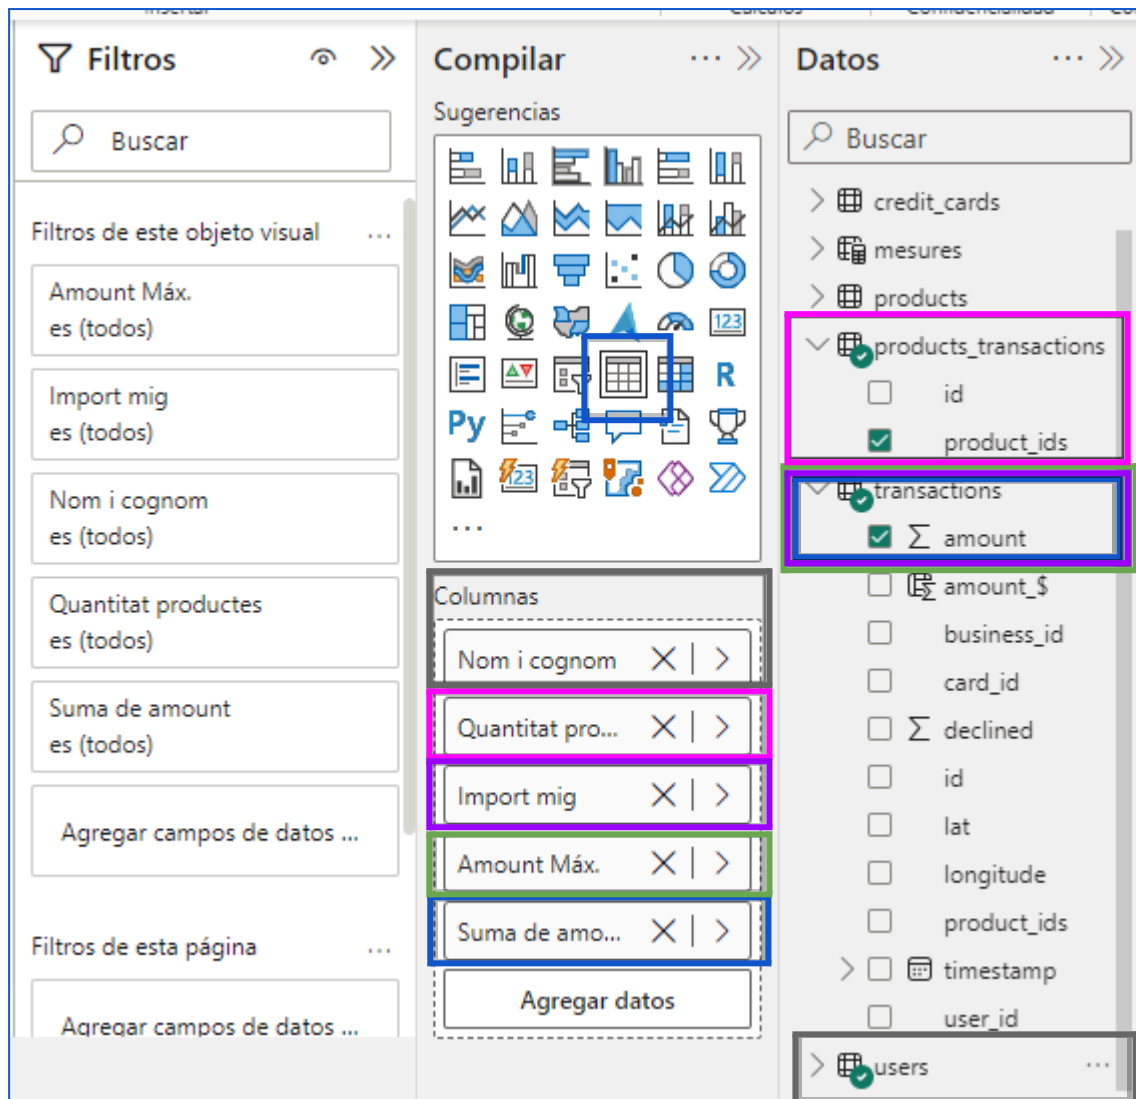 Filtros
Buscar
Filtros de este objeto visual
Amount Máx.
es (todos)
Import mig
es (todos)
Nom i cognom
es (todos)
Quantitat productes
es (todos)
Suma de amount
es (todos)
Agregar campos de datos ...
Filtros de esta página
Agregar campos de datos ...
Compilar
Sugerencias
123
R
Py
123
Columnas
Nom i cognom
Quantitat pro...
Import mig
Amount Máx.
Suma de amo...
Agregar datos
Datos
Buscar
credit_cards
mesures
products
products_transactions
id
product_ids
transactions
amount
amount_$
business_id
card_id
declined
id
lat
longitude
product_ids
timestamp
user_id
users